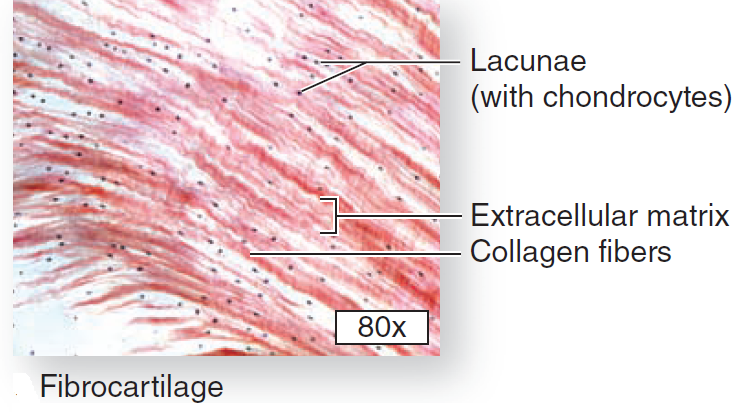 Lacunae
(with chondrocytes)
Extracellular matrix
Collagen fibers
80x
Fibrocartilage